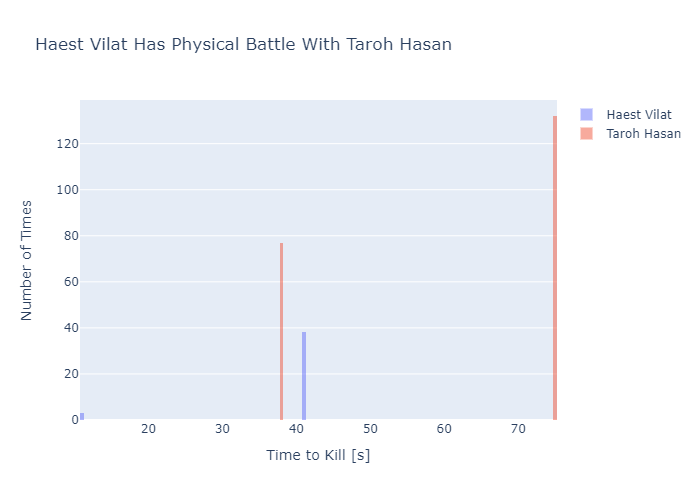 Haest Vilat Has Physical Battle With Taroh Hasan
Haest Vilat
Taroh Hasan
Number of Times
120
100
80
60
40
20
0
20
30
40
50
60
70
Time to Kill [s]